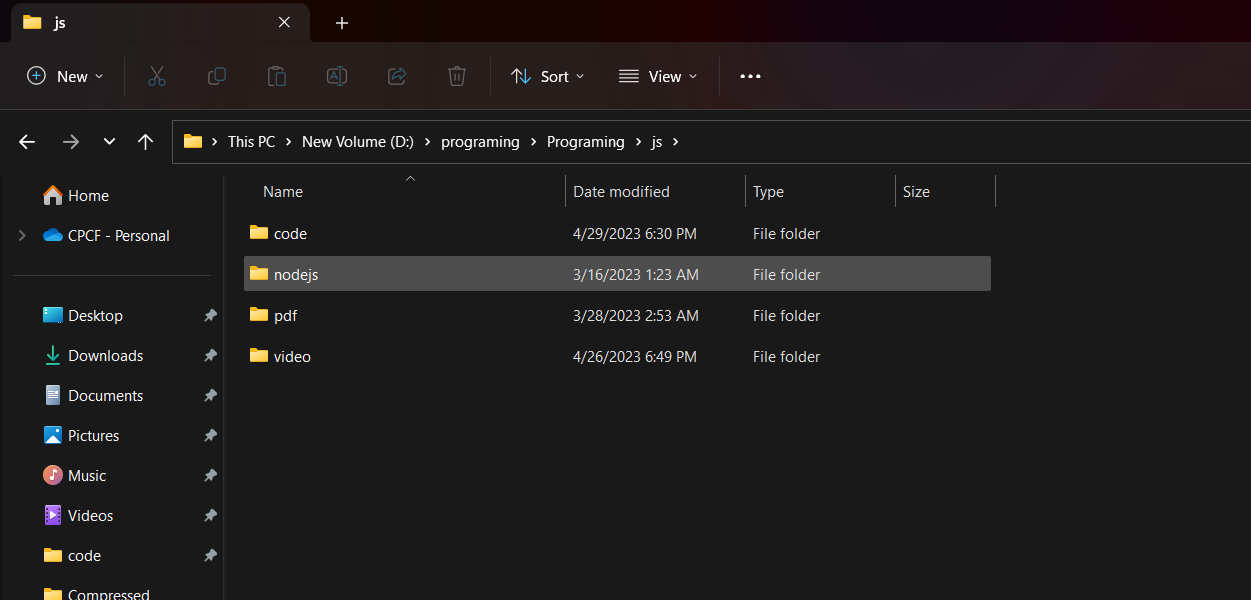 js
New Sort View
This PC New Volume (D:) programing Programing js
Name Date modified Type Size
Home
CPCF - Personal
code 4/29/2023 6:30 PM File folder
nodejs 3/16/2023 1:23 AM File folder
pdf 3/28/2023 2:53 AM File folder
video 4/26/2023 6:49 PM File folder
Desktop
Downloads
Documents
Pictures
Music
Videos
code
Compressed